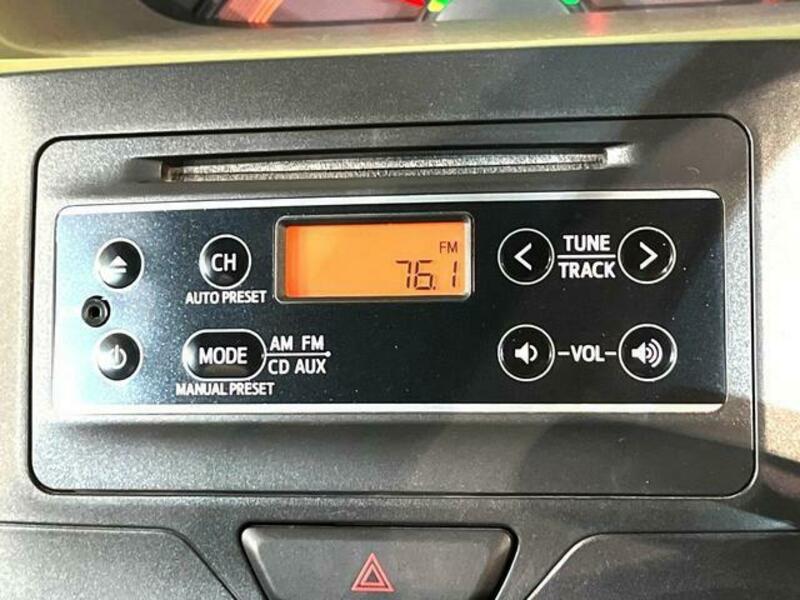 FM
76.1
CH
AUTO PRESET
TUNE
TRACK
MODE
AM FM
CD AUX
MANUAL PRESET
VOL